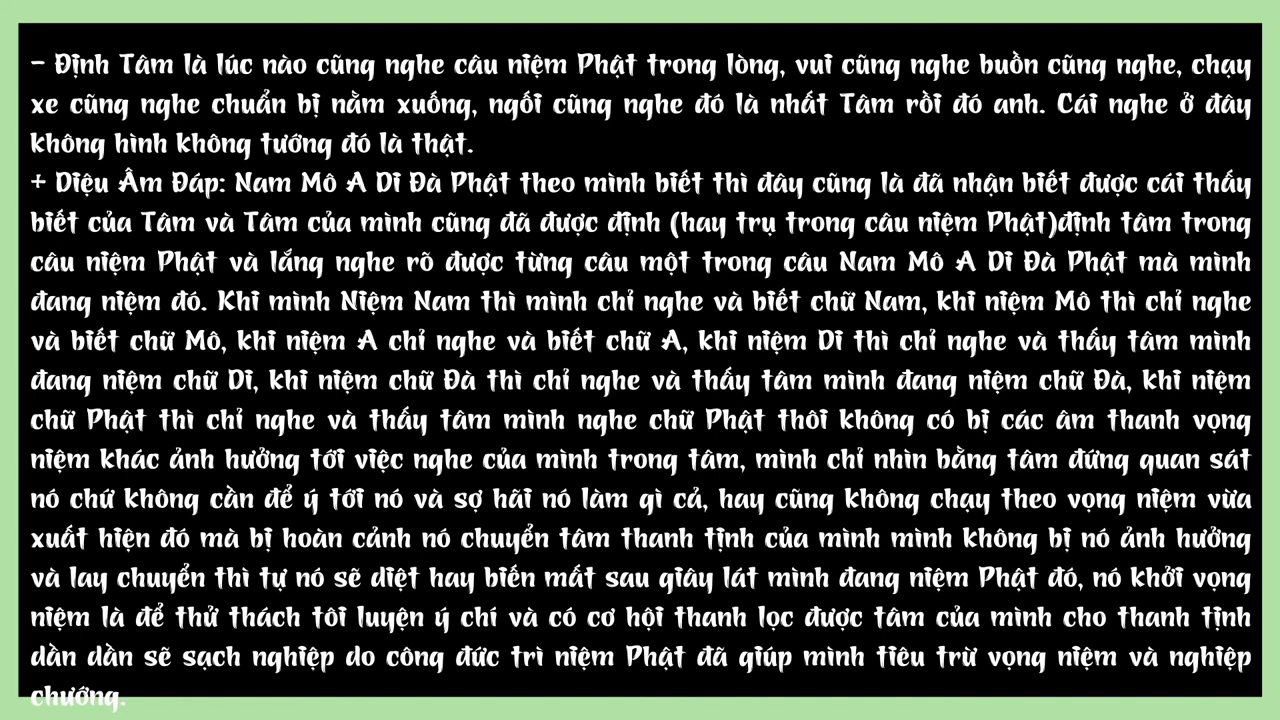 - Định Tâm là lúc nào cũng nghe câu niệm Phật trong lòng, vui cũng nghe buồn cũng nghe, chạy
xe cũng nghe chuẩn bị nằm xuống, ngối cũng nghe đó là nhất Tâm rồi đó anh. Cái nghe ở đây
không hình không tướng đó là thật.
+ Diệu Âm Đáp: Nam Mô A Di Đà Phật theo mình biết thì đây cũng là đã nhận biết được cái thấy
biết của Tâm và Tâm của mình cũng đã được định (hay trụ trong câu niệm Phật)định tâm trong
câu niệm Phật và lắng nghe rõ được từng câu một trong câu Nam Mô A Di Đà Phật mà mình
đang niệm đó. Khi mình Niệm Nam thì mình chỉ nghe và biết chữ Nam, khi niệm Mô thì chỉ nghe
và biết chữ Mô, khi niệm A chỉ nghe và biết chữ A, khi niệm Di thì chỉ nghe và thấy tâm mình
đang niệm chữ Di, khi niệm chữ Đà thì chỉ nghe và thấy tâm mình đang niệm chữ Đà, khi niệm
chữ Phật thì chỉ nghe và thấy tâm mình nghe chữ Phật thôi không có bị các âm thanh vọng
niệm khác ảnh hưởng tới việc nghe của mình trong tâm, mình chỉ nhìn bằng tâm đứng quan sát
nó chứ không cần để ý tới nó và sợ hãi nó làm gì cả, hay cũng không chạy theo vọng niệm vừa
xuất hiện đó mà bị hoàn cảnh nó chuyển tâm thanh tịnh của mình mình không bị nó ảnh hưởng
và lay chuyển thì tự nó sẽ diệt hay biến mất sau giây lát mình đang niệm Phật đó, nó khởi vọng
niệm là để thử thách tôi luyện ý chí và có cơ hội thanh lọc được tâm của mình cho thanh tịnh
dần dần sẽ sạch nghiệp do công đức trì niệm Phật đã giúp mình tiêu trừ vọng niệm và nghiệp
chướng.